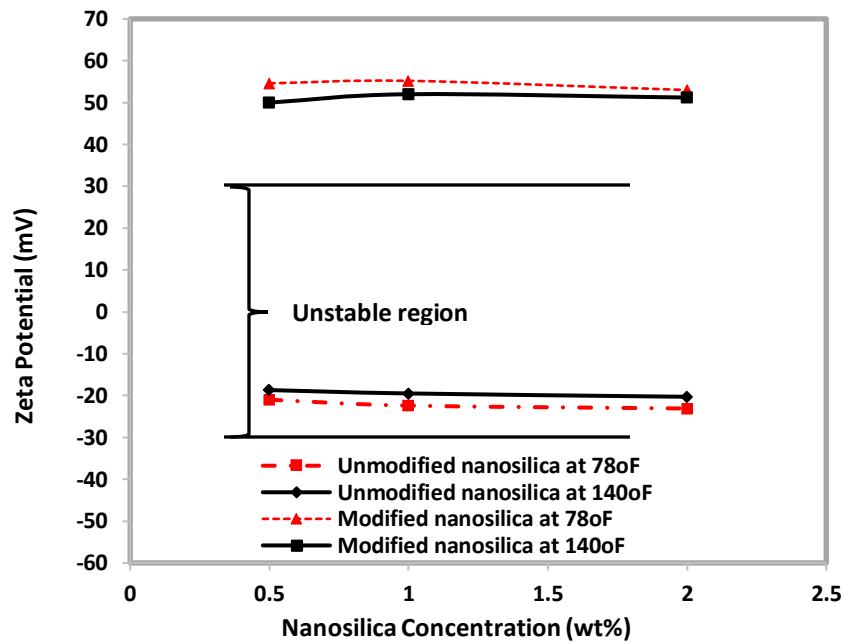 70
60
50
40
30
20
10
0
-10
-20
-30
-40
-50
-60
Zeta Potential (mV)
Unstable region
Unmodified nanosilica at 78oF
Unmodified nanosilica at 140oF
Modified nanosilica at 78oF
Modified nanosilica at 140oF
0 0.5 1 1.5 2 2.5
Nanosilica Concentration (wt%)